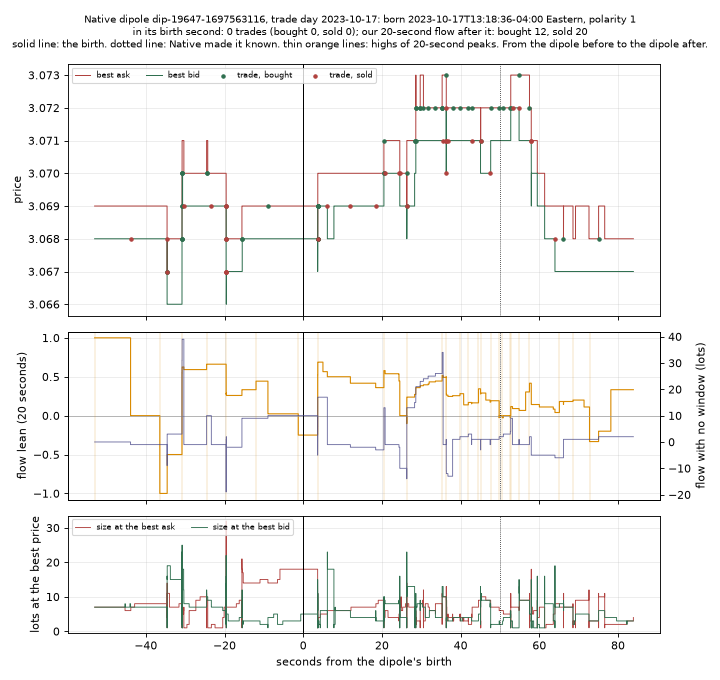 Native dipole dip-19647-1697563116, trade day 2023-10-17: born 2023-10-17T13:18:36-04:00 Eastern, polarity 1
in its birth second: 0 trades (bought 0, sold 0); our 20-second flow after it: bought 12, sold 20
solid line: the birth. dotted line: Native made it known. thin orange lines: highs of 20-second peaks. From the dipole before to the dipole after.
best ask
best bid
trade, bought
trade, sold
3.073
3.072
3.071
3.070
3.069
3.068
3.067
3.066
price
1.0
0.5
0.0
−0.5
−1.0
flow lean (20 seconds)
40
30
20
10
0
−10
−20
flow with no window (lots)
size at the best ask
size at the best bid
30
20
10
0
lots at the best price
−40
−20
0
20
40
60
80
seconds from the dipole's birth